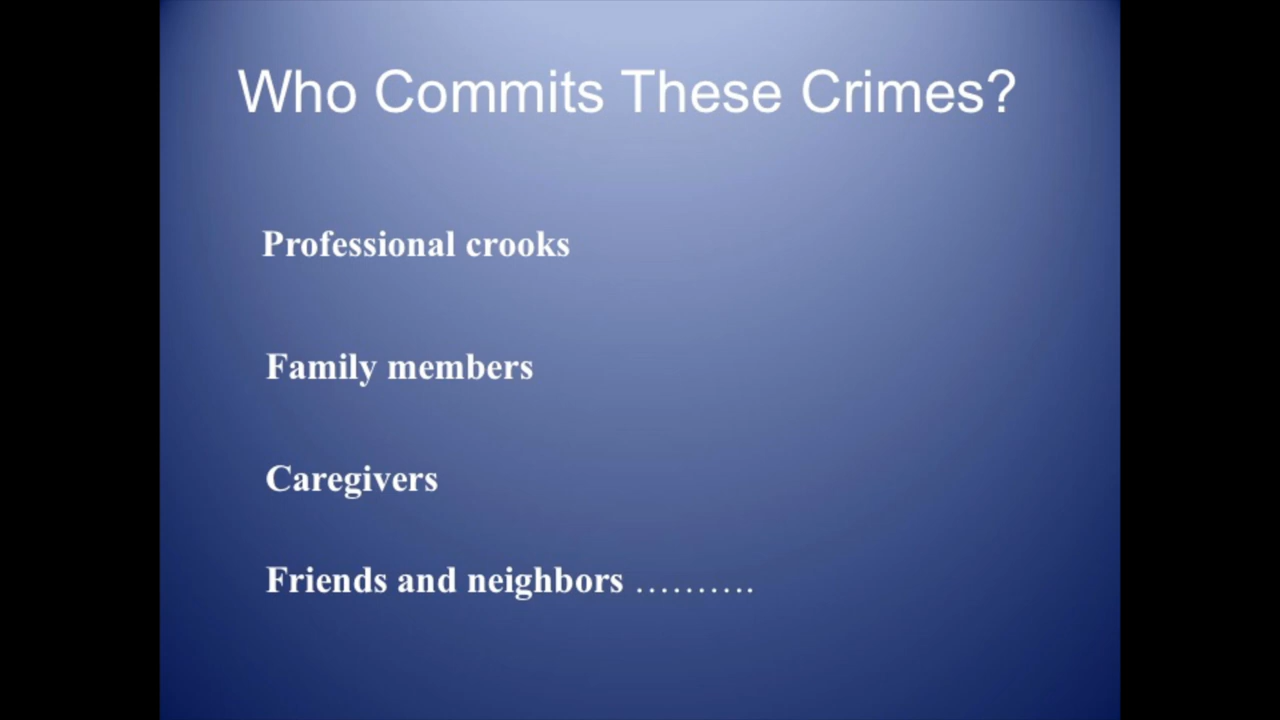 Who Commits These Crimes?
Professional crooks
Family members
Caregivers
Friends and neighbors ……….